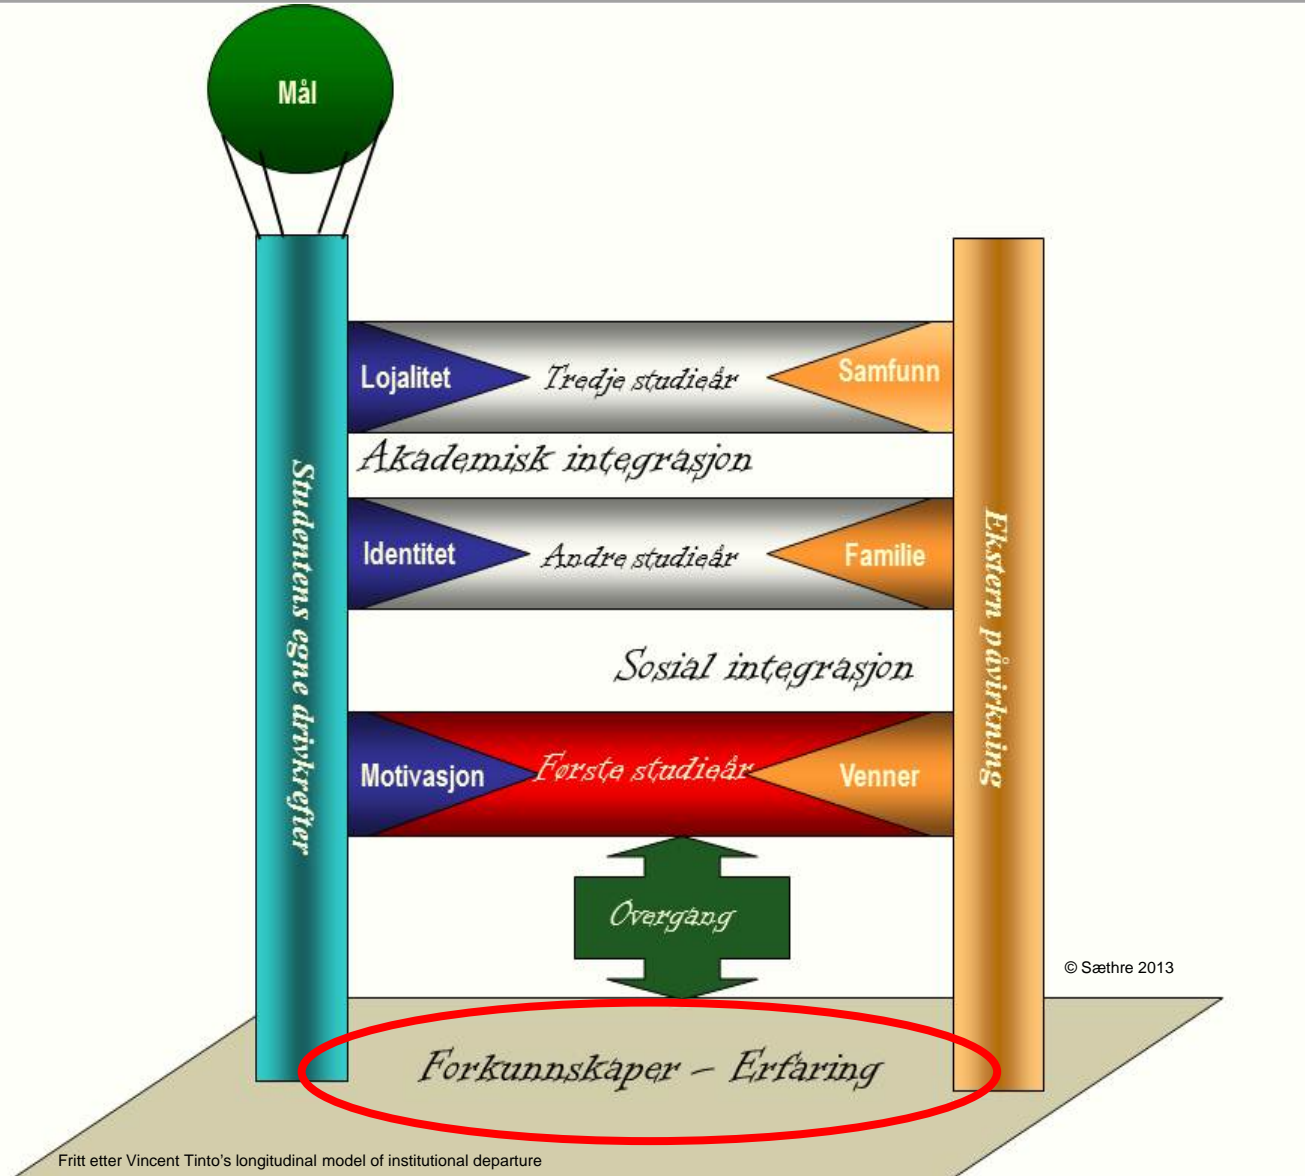 Mål
Lojalitet
Tredje studieår
Samfunn
Akademisk integrasjon
Identitet
Andre studieår
Familie
Sosial integrasjon
Motivasjon
Første studieår
Venner
Studentens egne drivkrefter
Ekstern påvirkning
Overgang
© Sæthre 2013
Forkunnskaper – Erfaring
Fritt etter Vincent Tinto’s longitudinal model of institutional departure